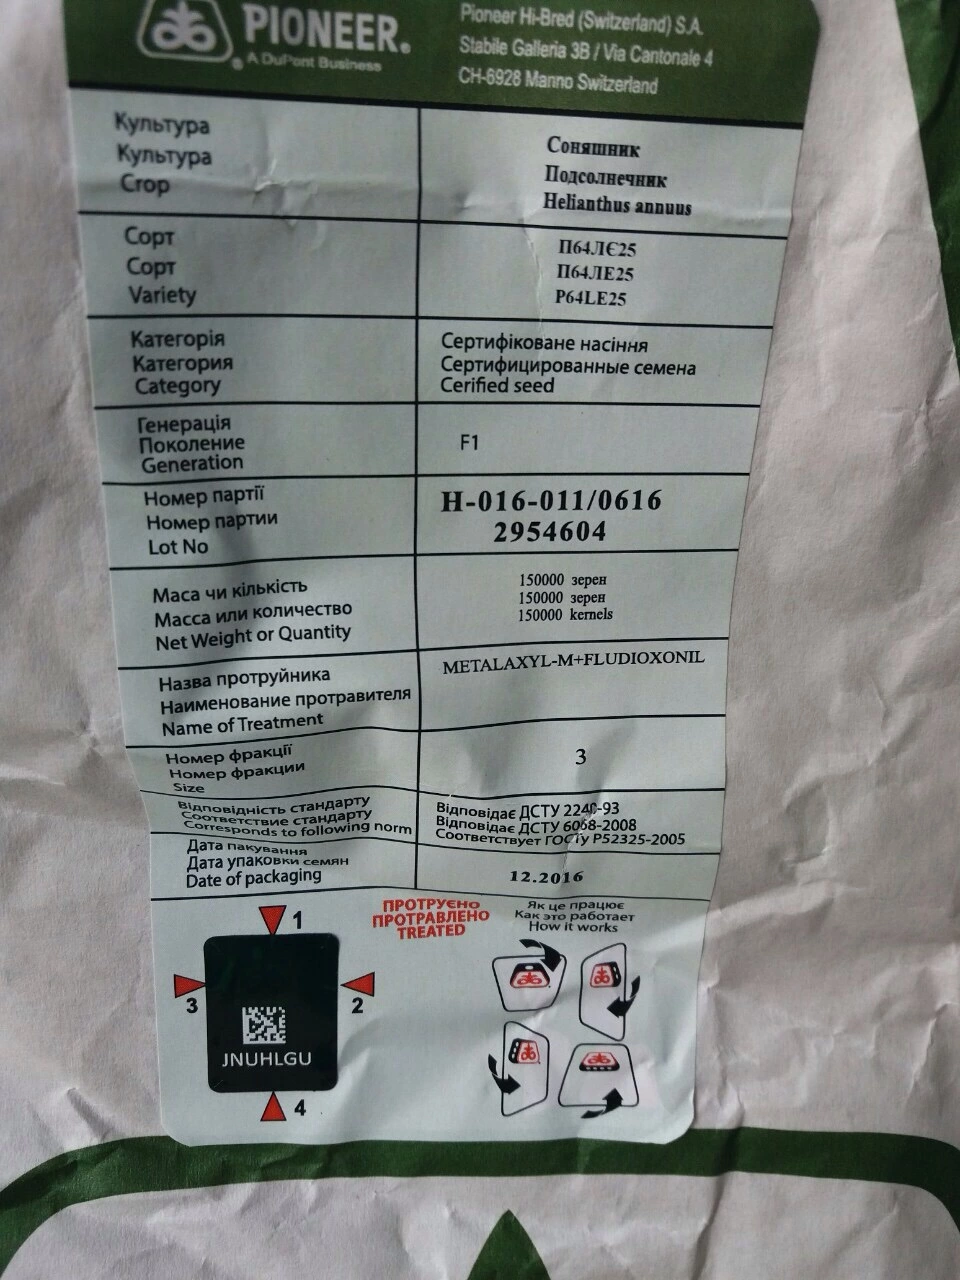 PIONEER®
A DuPont Business
Pioneer Hi-Bred (Switzerland) S.A.
Stabile Galleria 3B / Via Cantonale 4
CH-6928 Manno Switzerland
Культура
Культура
Crop
Соняшник
Подсолнечник
Helianthus annuus
Сорт
Сорт
Variety
П64ЛЄ25
П64ЛЕ25
P64LE25
Категорія
Категория
Category
Сертифіковане насіння
Сертифицированные семена
Cerified seed
Генерація
Поколение
Generation
F1
Номер партії
Номер партии
Lot No
H-016-011/0616
2954604
Маса чи кількість
Масса или количество
Net Weight or Quantity
150000 зерен
150000 зерен
150000 kernels
Назва протруйника
Наименование протравителя
Name of Treatment
METALAXYL-M+FLUDIOXONIL
Номер фракції
Номер фракции
Size
3
Відповідність стандарту
Соответствие стандарту
Corresponds to following norm
Відповідає ДСТУ 2240-93
Відповідає ДСТУ 6068-2008
Соответствует ГОСТу Р52325-2005
Дата пакування
Дата упаковки семян
Date of packaging
12.2016
ПРОТРУЄНО
ПРОТРАВЛЕНО
TREATED
Як це працює
Как это работает
How it works
1
3
2
JNUHLGU
4